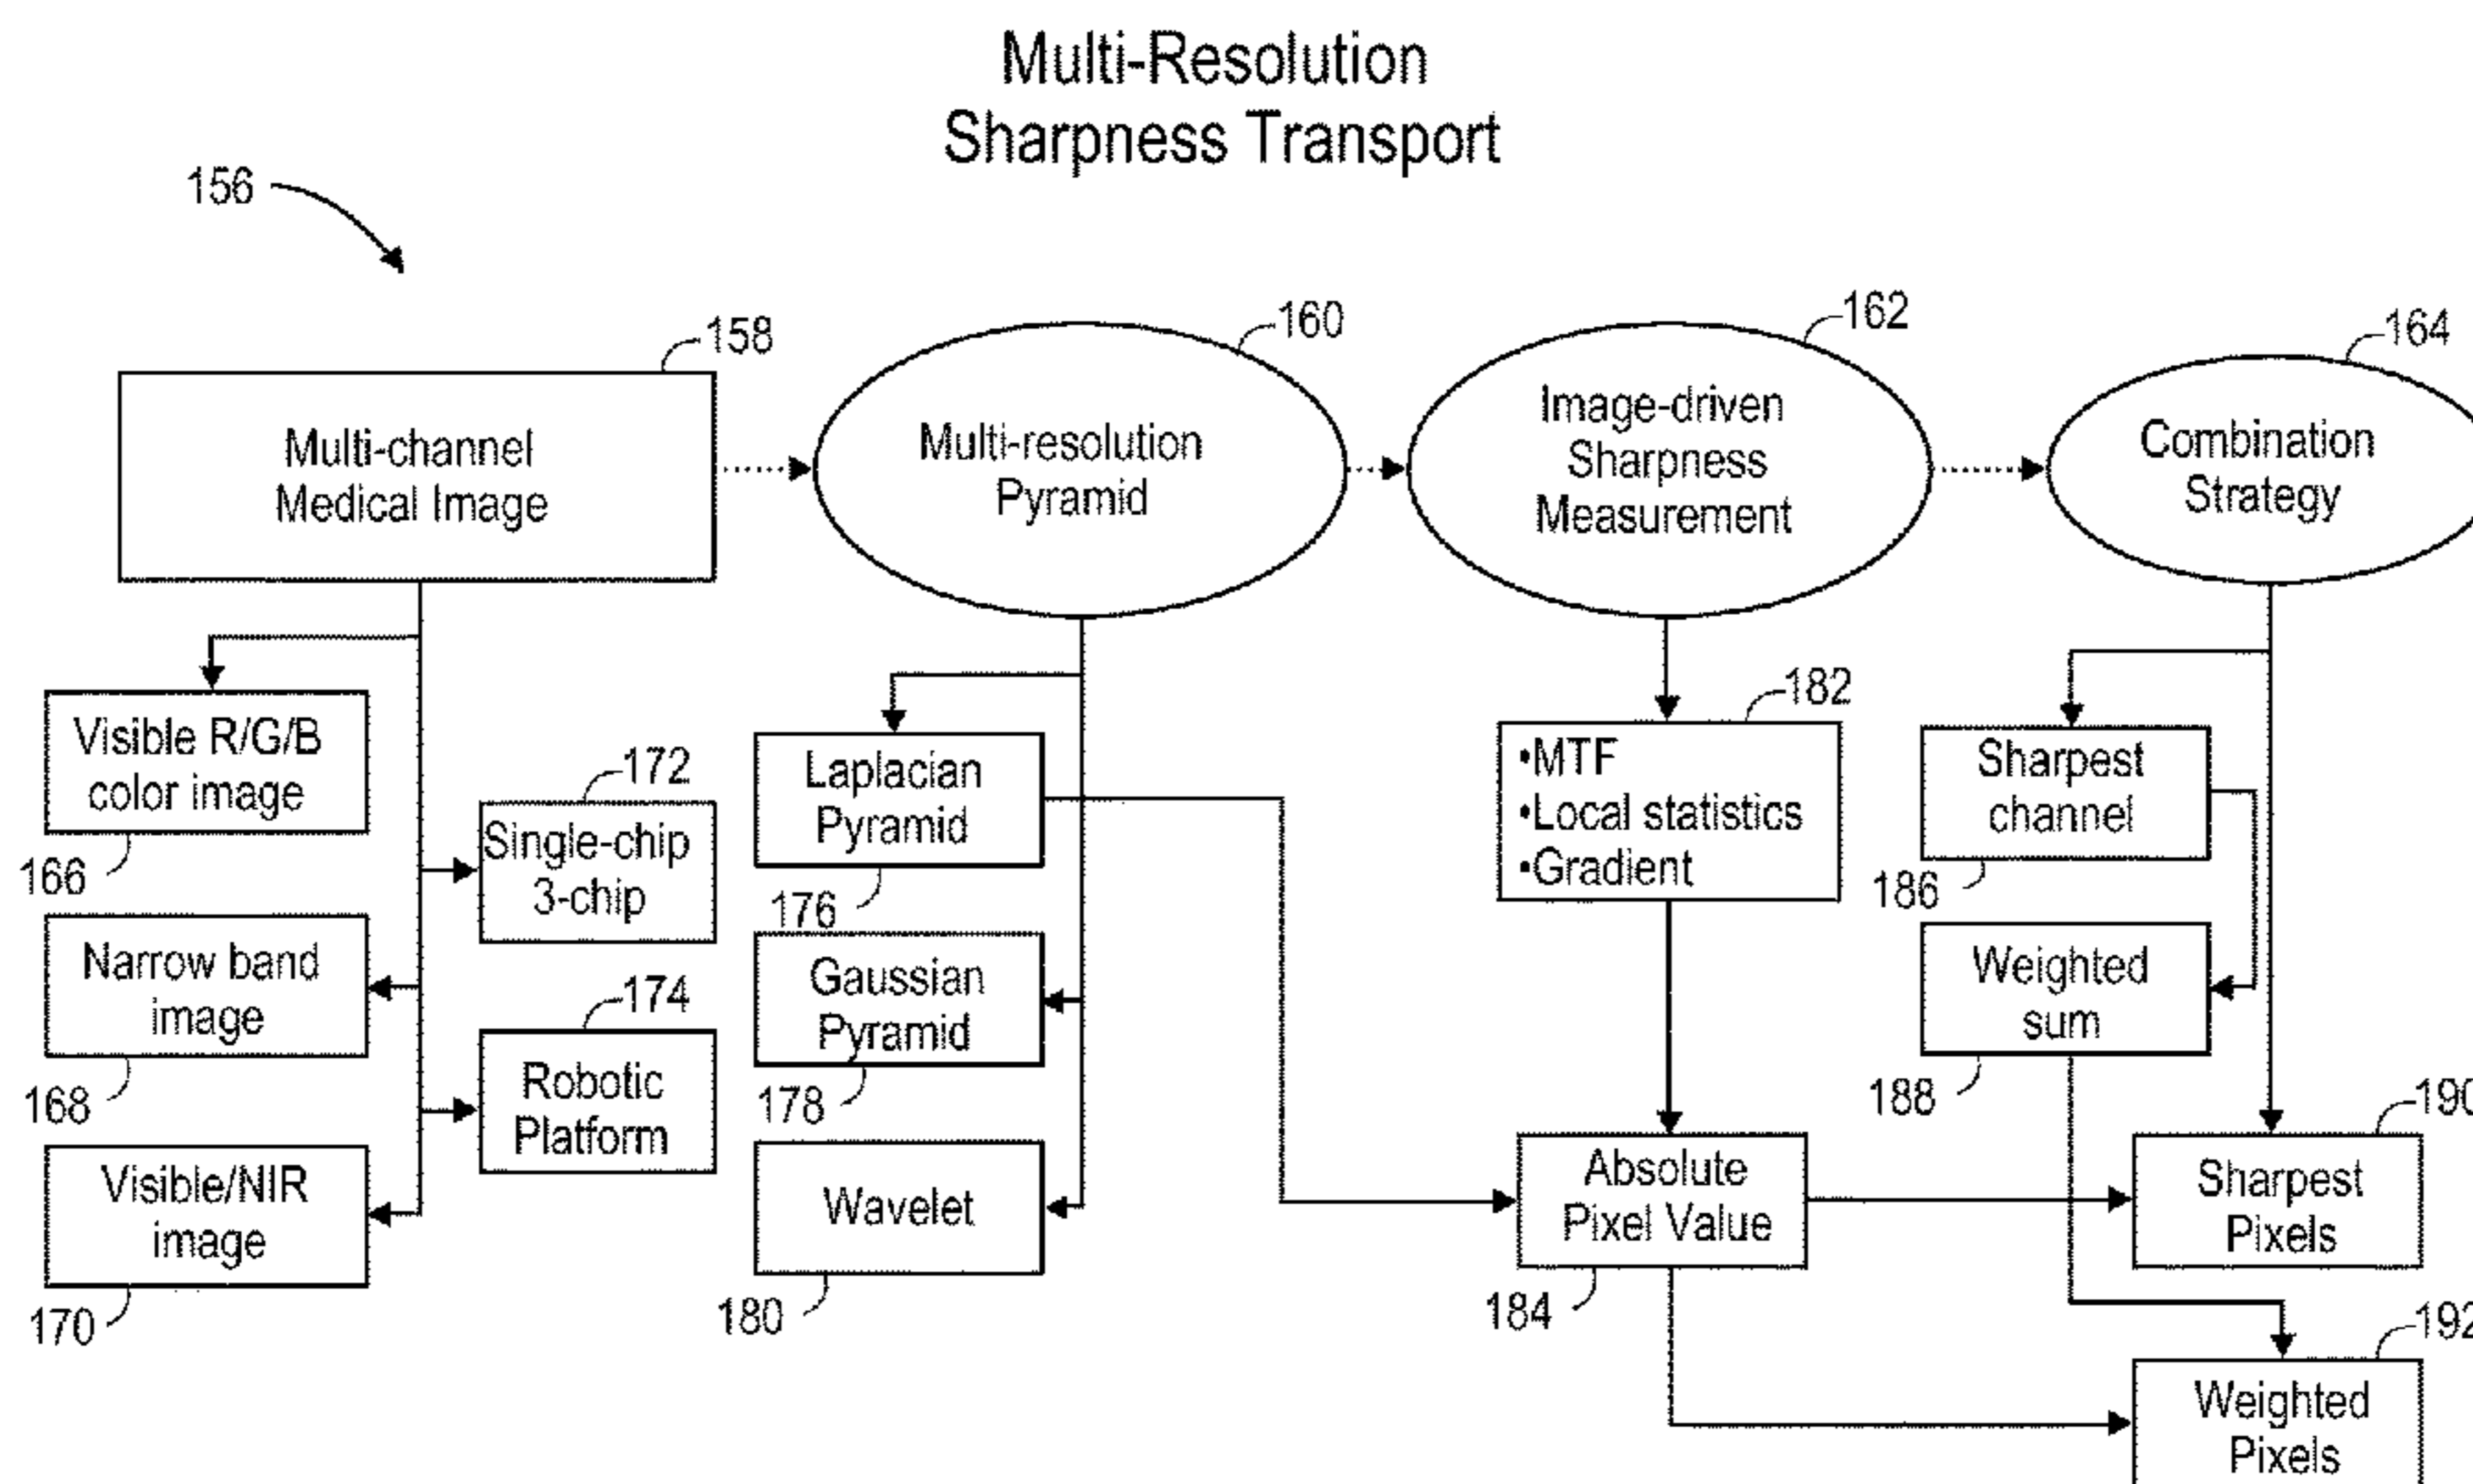 Multi-Resolution
Sharpness Transport
156
158
160
162
164
Multi-channel
Medical Image
Multi-resolution
Pyramid
Image-driven
Sharpness
Measurement
Combination
Strategy
Visible R/G/B
color image
166
Narrow band
image
168
Visible/NIR
image
170
172
Single-chip
3-chip
174
Robotic
Platform
Laplacian
Pyramid
176
Gaussian
Pyramid
178
Wavelet
180
182
•MTF
•Local statistics
•Gradient
Absolute
Pixel Value
184
Sharpest
channel
186
Weighted
sum
188
190
Sharpest
Pixels
192
Weighted
Pixels